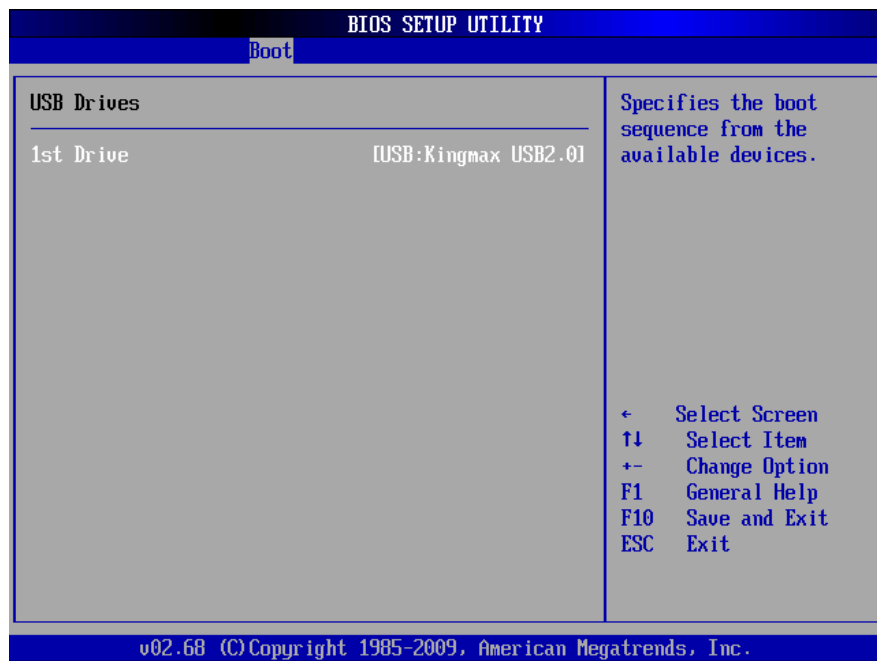 BIOS SETUP UTILITY
Boot
USB Drives
1st Drive [USB:Kingmax USB2.0]
Specifies the boot
sequence from the
available devices.
← Select Screen
↑↓ Select Item
+- Change Option
F1 General Help
F10 Save and Exit
ESC Exit
v02.68 (C)Copyright 1985-2009, American Megatrends, Inc.